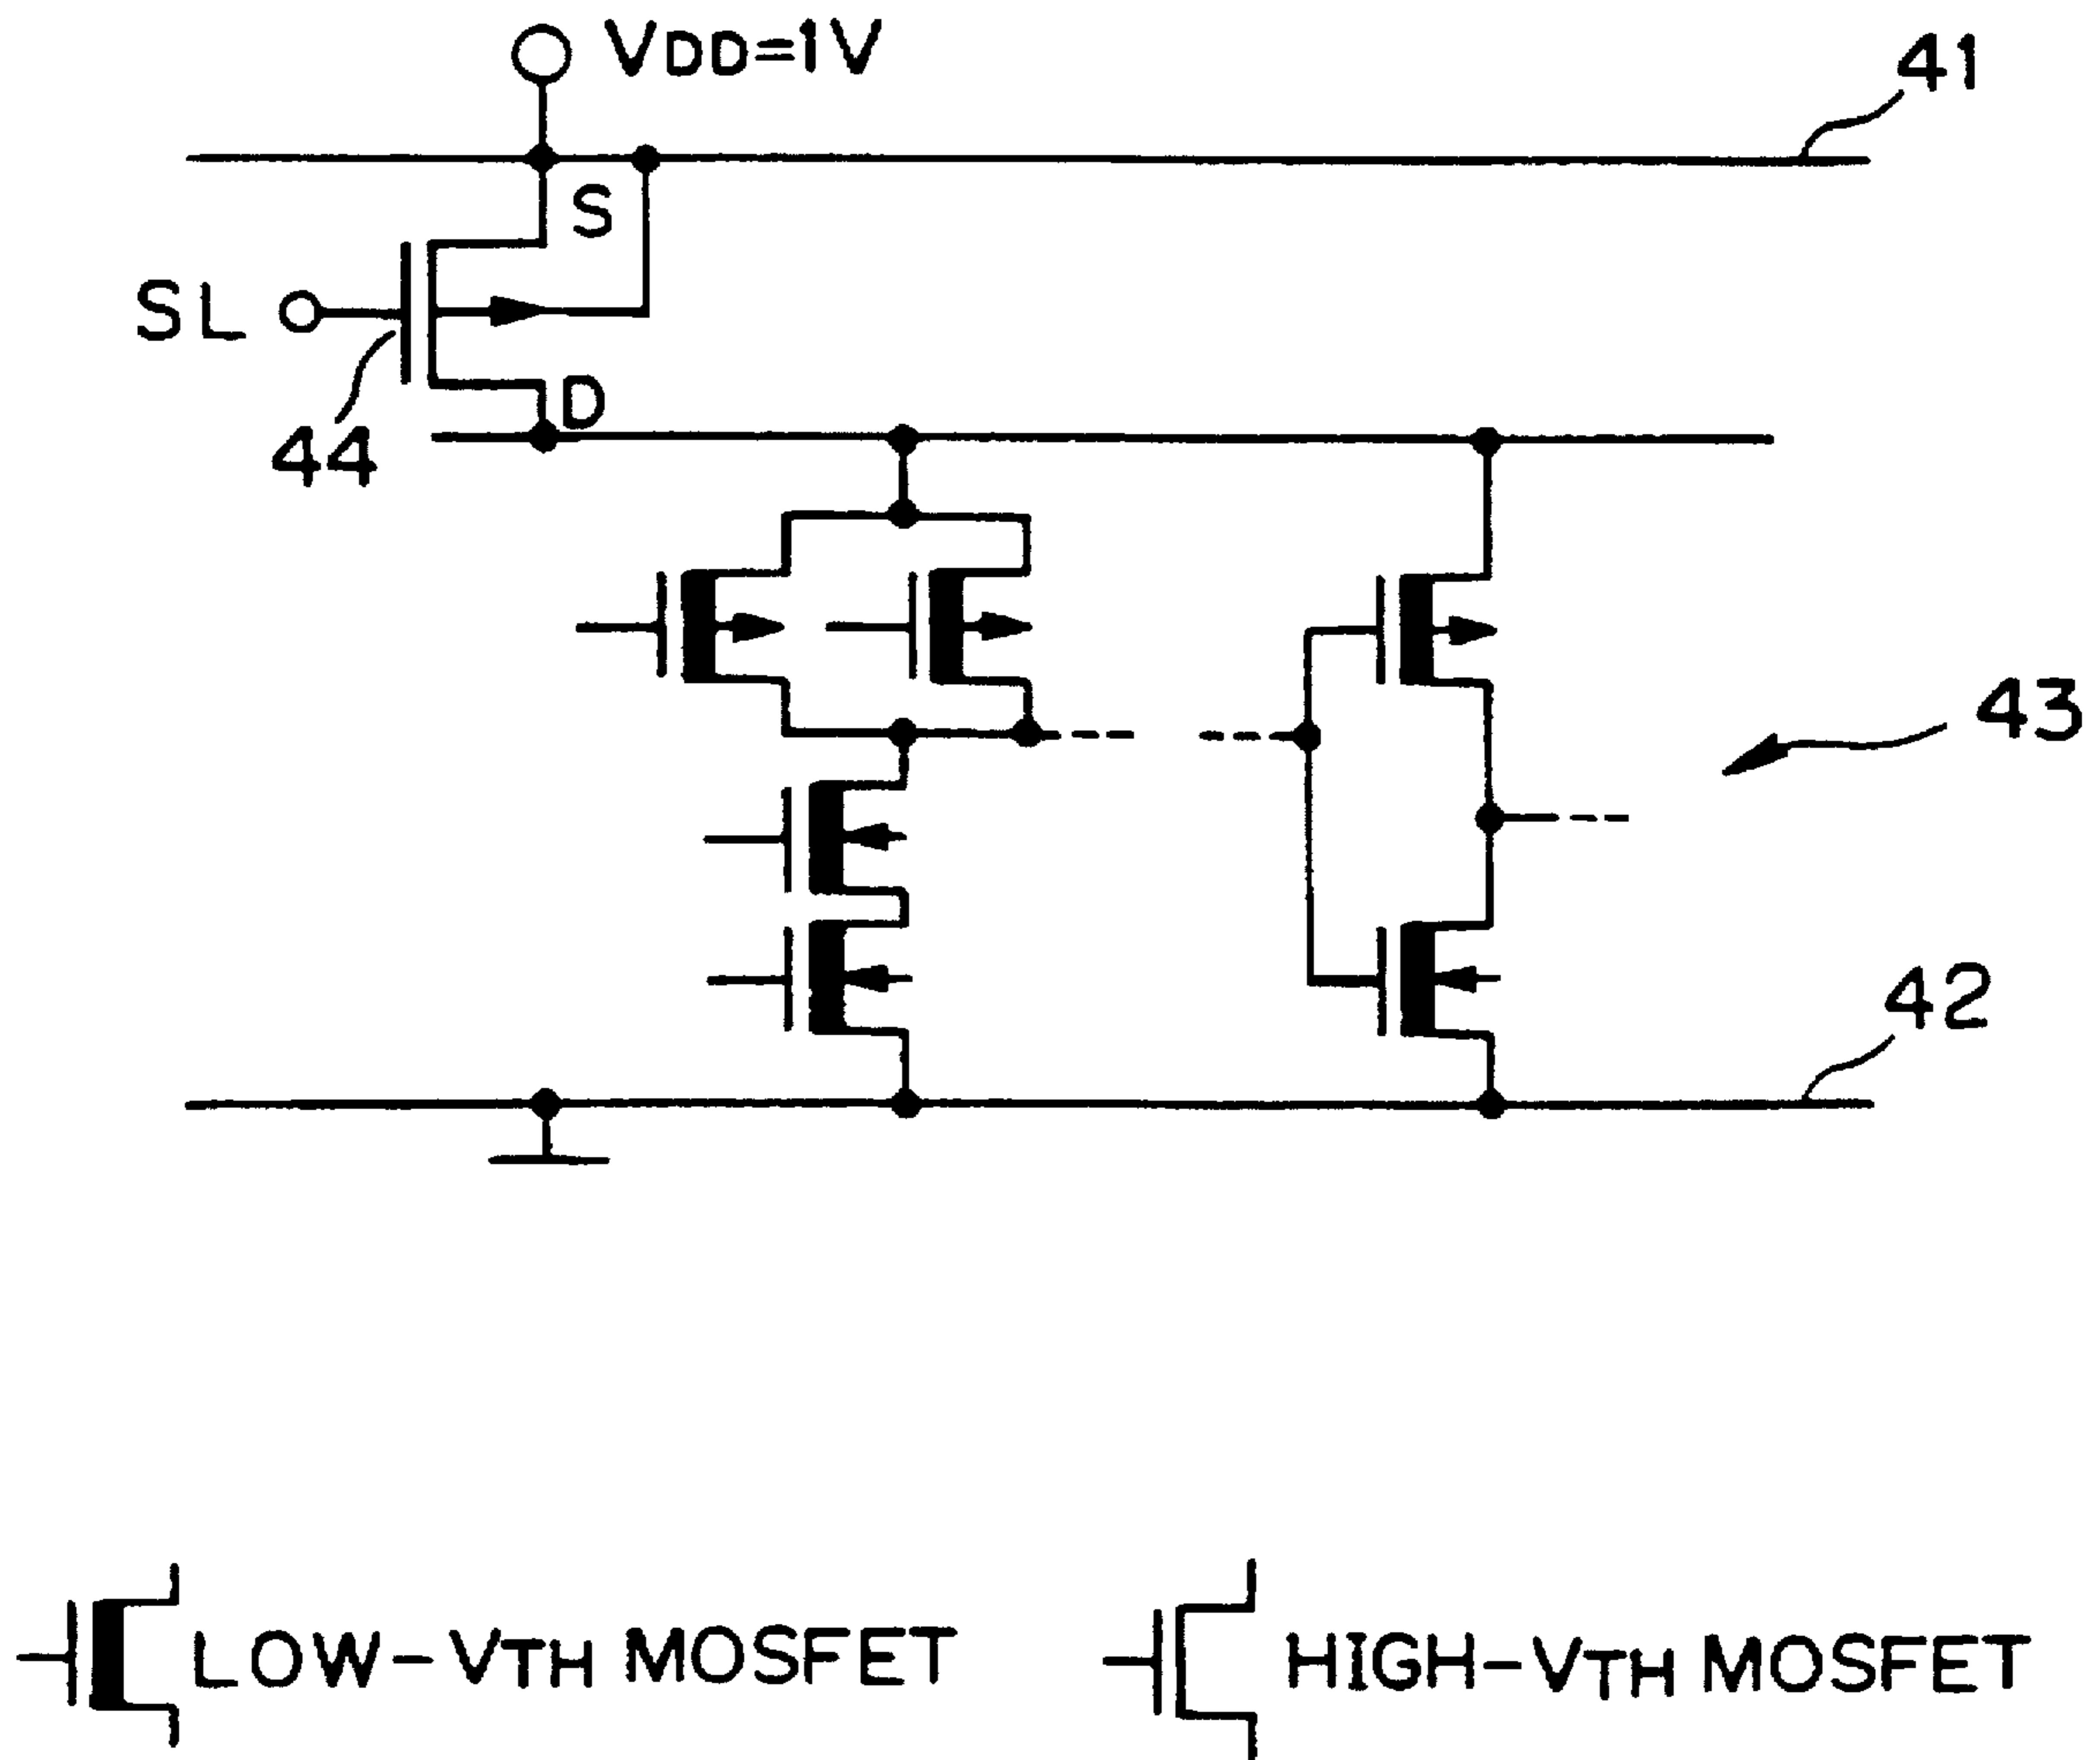 VDD=1V
41
S
SL
D
44
43
42
LOW-VTH MOSFET
HIGH-VTH MOSFET